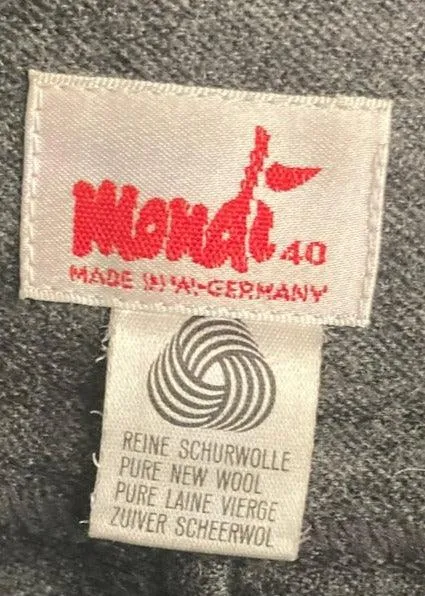 Mondi 40
MADE IN W.-GERMANY
REINE SCHURWOLLE
PURE NEW WOOL
PURE LAINE VIERGE
ZUIVER SCHEERWOL